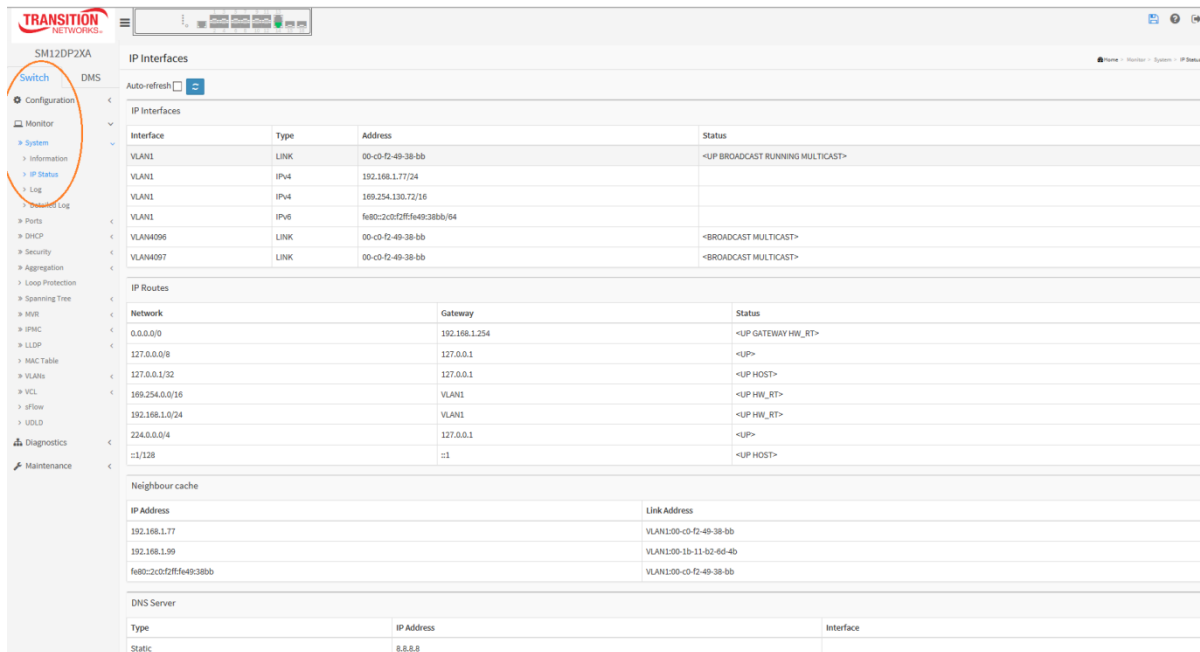 TRANSITION
NETWORKS
SM12DP2XA
Switch DMS
Configuration
Monitor
System
Information
IP Status
Log
Detailed Log
Ports
DHCP
Security
Aggregation
Loop Protection
Spanning Tree
MVR
IPMC
LLDP
MAC Table
VLANs
VCL
sFlow
UDLD
Diagnostics
Maintenance
IP Interfaces
Home > Monitor > System > IP Status
Auto-refresh
IP Interfaces
Interface Type Address Status
VLAN1 LINK 00-c0-f2-49-38-bb <UP BROADCAST RUNNING MULTICAST>
VLAN1 IPv4 192.168.1.77/24
VLAN1 IPv4 169.254.130.72/16
VLAN1 IPv6 fe80::2c0:f2ff:fe49:38bb/64
VLAN4096 LINK 00-c0-f2-49-38-bb <BROADCAST MULTICAST>
VLAN4097 LINK 00-c0-f2-49-38-bb <BROADCAST MULTICAST>
IP Routes
Network Gateway Status
0.0.0.0/0 192.168.1.254 <UP GATEWAY HW_RT>
127.0.0.0/8 127.0.0.1 <UP>
127.0.0.1/32 127.0.0.1 <UP HOST>
169.254.0.0/16 VLAN1 <UP HW_RT>
192.168.1.0/24 VLAN1 <UP HW_RT>
224.0.0.0/4 127.0.0.1 <UP>
::1/128 ::1 <UP HOST>
Neighbour cache
IP Address Link Address
192.168.1.77 VLAN1:00-c0-f2-49-38-bb
192.168.1.99 VLAN1:00-1b-11-b2-6d-4b
fe80::2c0:f2ff:fe49:38bb VLAN1:00-c0-f2-49-38-bb
DNS Server
Type IP Address Interface
Static 8.8.8.8